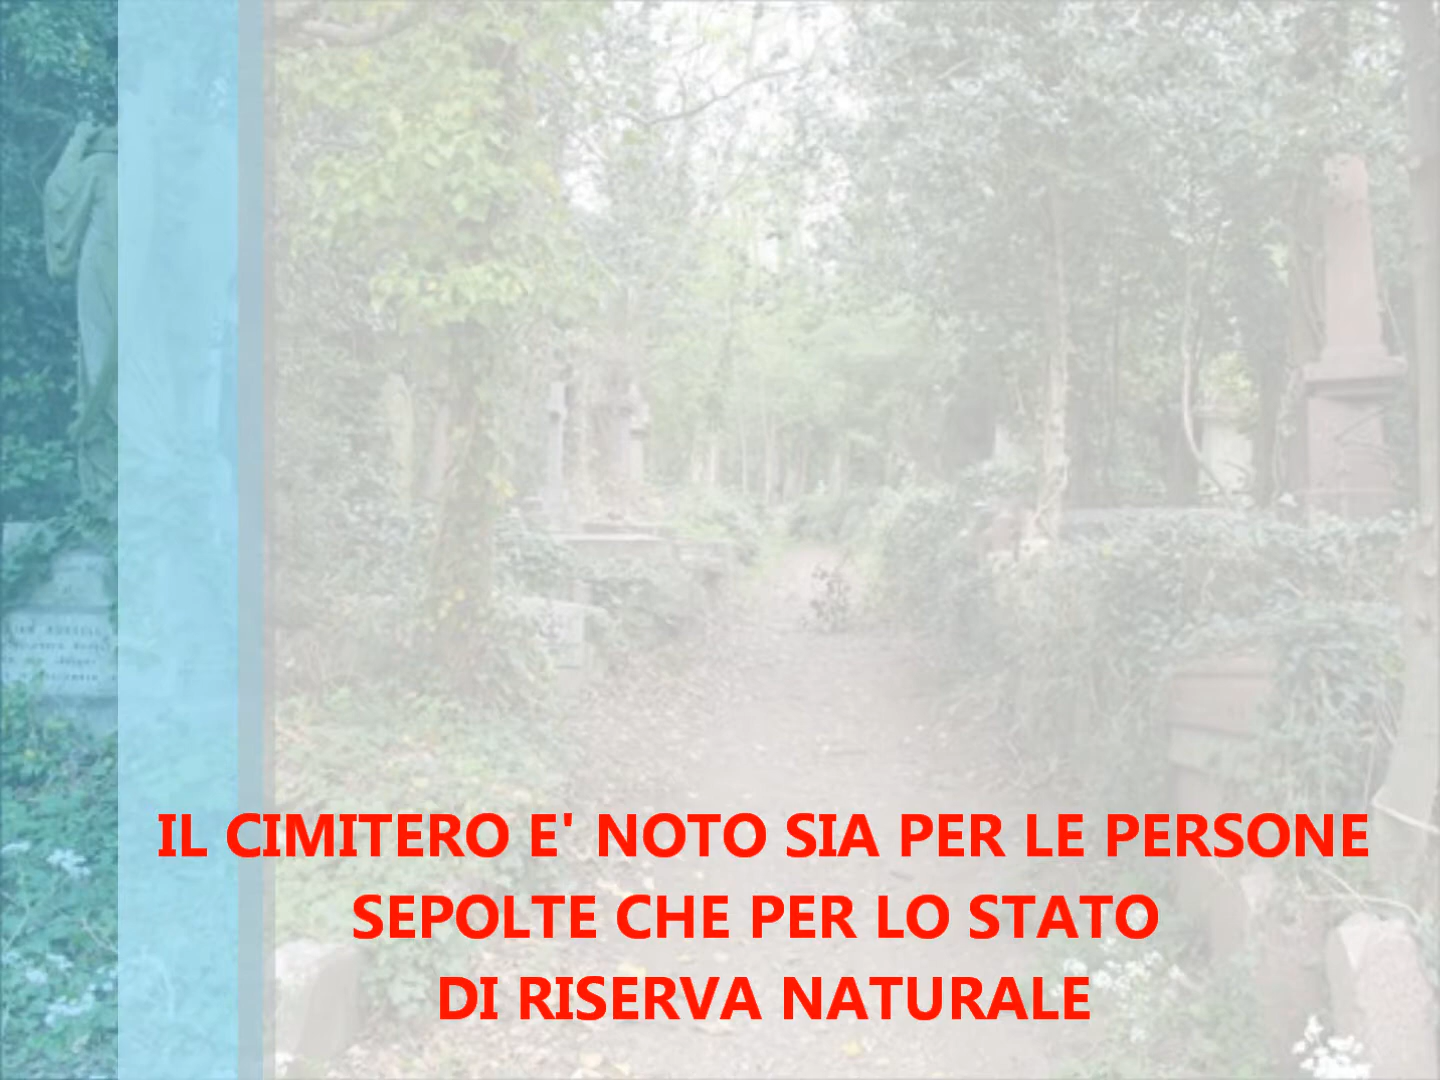 IL CIMITERO E' NOTO SIA PER LE PERSONE
SEPOLTE CHE PER LO STATO
DI RISERVA NATURALE